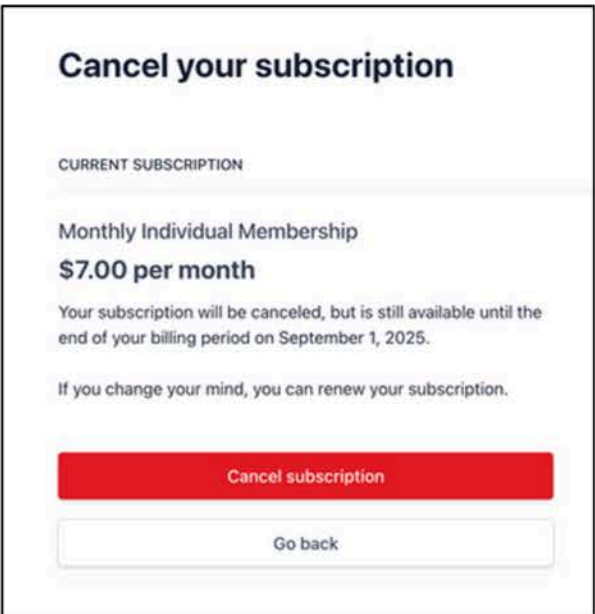 Cancel your subscription
CURRENT SUBSCRIPTION
Monthly Individual Membership
$7.00 per month
Your subscription will be canceled, but is still available until the
end of your billing period on September 1, 2025.
If you change your mind, you can renew your subscription.
Cancel subscription
Go back